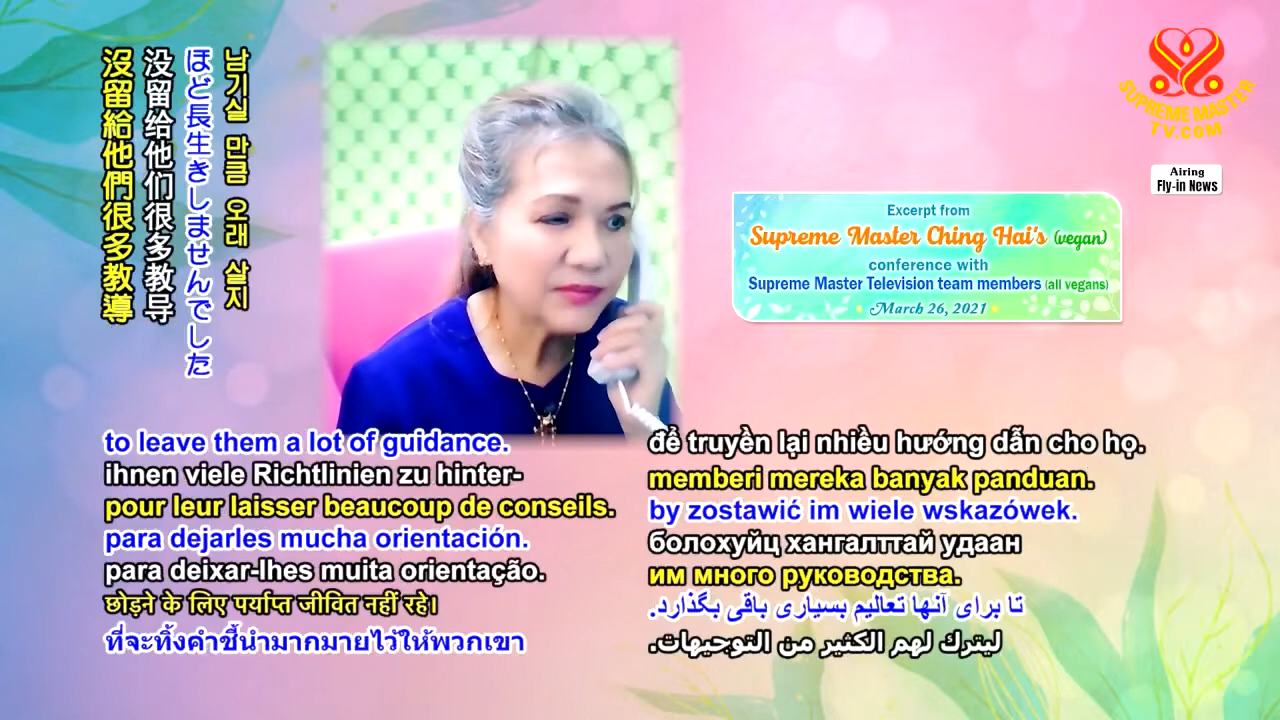 남기실 만큼 오래 살지
ほど長生きしませんでした
没留给他们很多教导
沒留給他們很多教導
SUPREME MASTER
TV.COM
Airing
Fly-in News
Excerpt from
Supreme Master Ching Hai's (vegan)
conference with
Supreme Master Television team members (all vegans)
March 26, 2021
to leave them a lot of guidance.
ihnen viele Richtlinien zu hinter-
pour leur laisser beaucoup de conseils.
para dejarles mucha orientación.
para deixar-lhes muita orientação.
छोड़ने के लिए पर्याप्त जीवित नहीं रहे।
ที่จะทิ้งคำชี้นำมากมายไว้ให้พวกเขา
để truyền lại nhiều hướng dẫn cho họ.
memberi mereka banyak panduan.
by zostawić im wiele wskazówek.
болохуйц хангалттай удаан
им много руководства.
تا برای آنها تعالیم بسیاری باقی بگذارد.
ليترك لهم الكثير من التوجيهات.